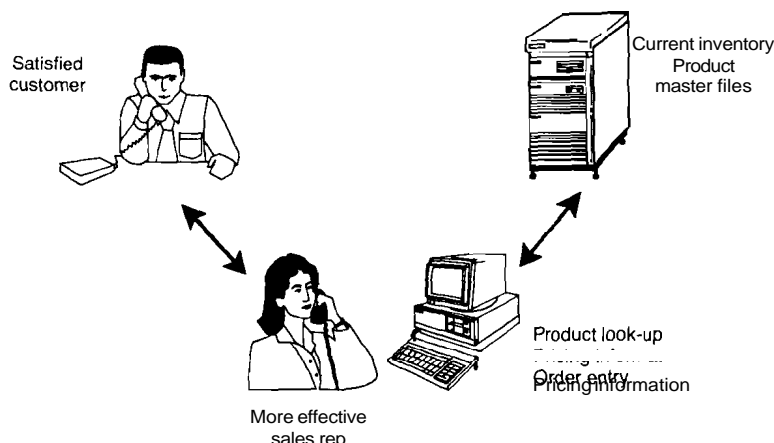 Satisfied
customer
Current inventory
Product
master files
Product look-up
Order entry
Pricing information
More effective
sales rep